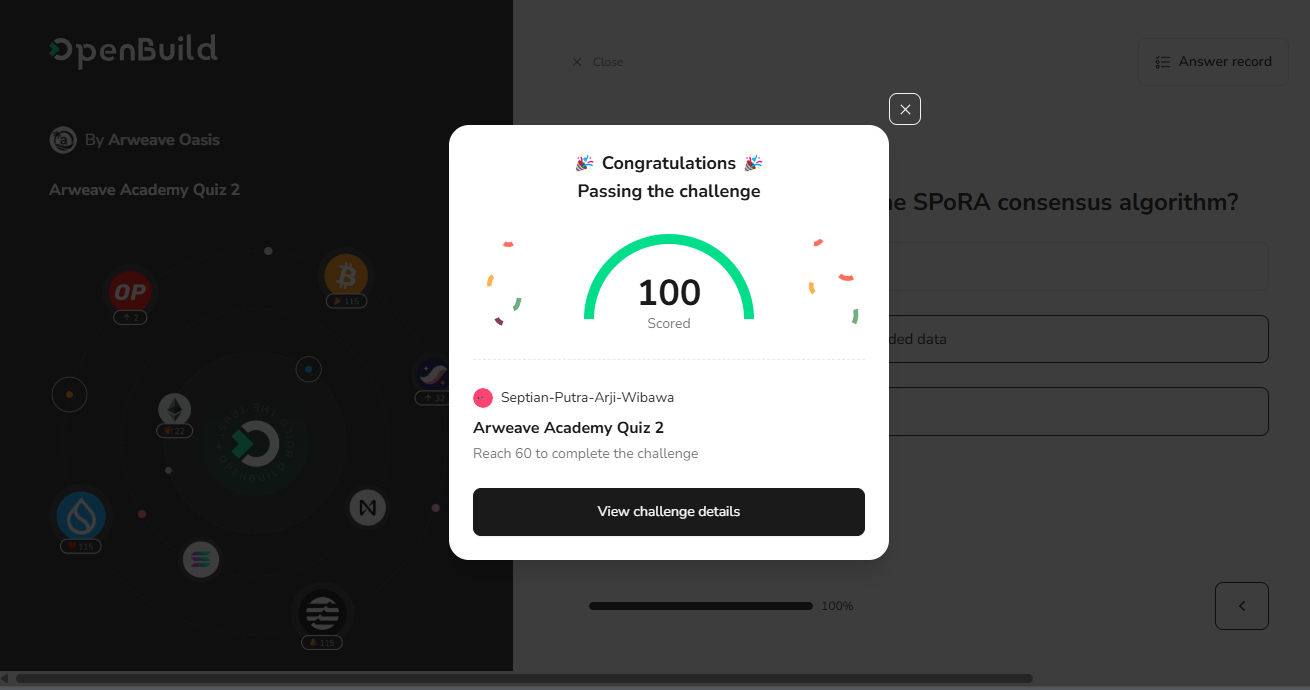 OpenBuild
By Arweave Oasis
Arweave Academy Quiz 2
OP
2
115
32
22
115
115
Close
Answer record
e SPoRA consensus algorithm?
ded data
100%
Congratulations
Passing the challenge
100
Scored
Septian-Putra-Arji-Wibawa
Arweave Academy Quiz 2
Reach 60 to complete the challenge
View challenge details